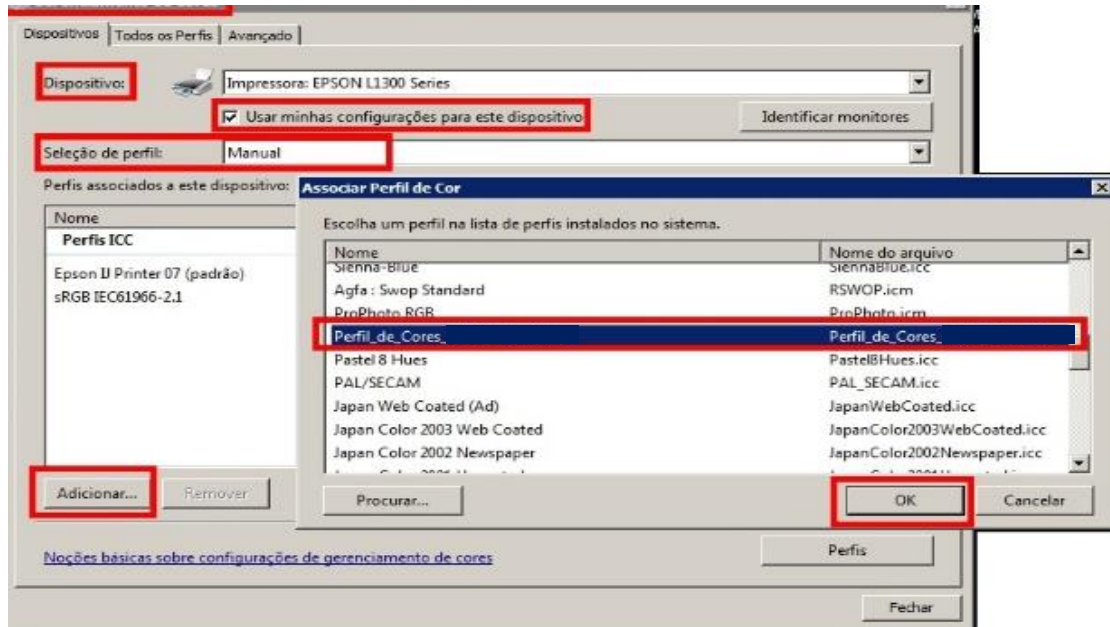 Dispositivos Todos os Perfis Avançado
Dispositivo: Impressora: EPSON L1300 Series
Usar minhas configurações para este dispositivo Identificar monitores
Seleção de perfil: Manual
Perfis associados a este dispositivo:
Nome
Perfis ICC
Epson IJ Printer 07 (padrão)
sRGB IEC61966-2.1
Adicionar... Remover
Associar Perfil de Cor
Escolha um perfil na lista de perfis instalados no sistema.
Nome Nome do arquivo
Sienna-Blue SiennaBlue.icc
Agfa : Swop Standard RSWOP.icm
ProPhoto RGB ProPhoto.icm
Perfil_de_Cores_ Perfil_de_Cores_
Pastel 8 Hues Pastel8Hues.icc
PAL/SECAM PAL_SECAM.icc
Japan Web Coated (Ad) JapanWebCoated.icc
Japan Color 2003 Web Coated JapanColor2003WebCoated.icc
Japan Color 2002 Newspaper JapanColor2002Newspaper.icc
Procurar... OK Cancelar
Noções básicas sobre configurações de gerenciamento de cores Perfis
Fechar